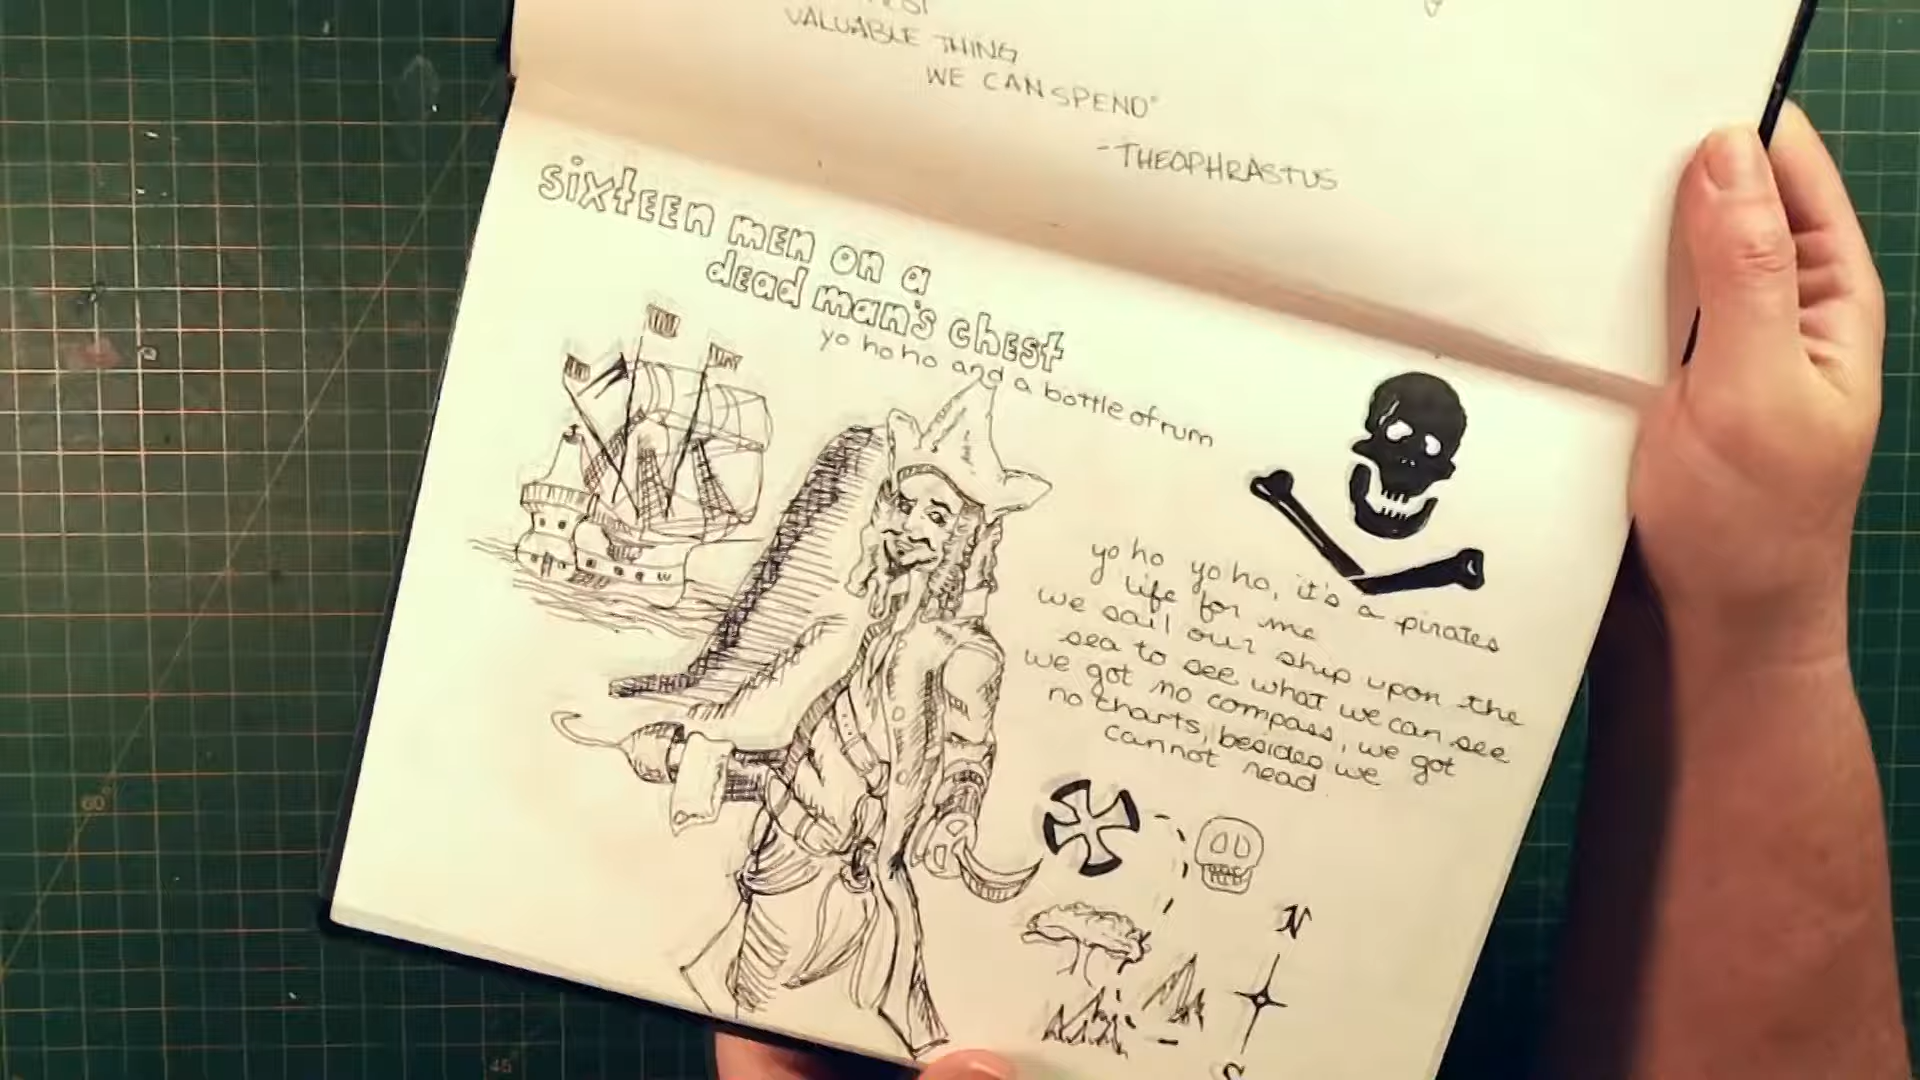 VALUABLE THING
WE CAN SPEND"
-THEOPHRASTUS
sixtEEn mEn on a
dEad man's chEst
yo ho ho and a bottle of rum
yo ho yo ho, it's a pirates
life for me
we sail our ship upon the
sea to see what we can see
we got no compass, we got
no charts, besides we
cannot read
N
S
60
45